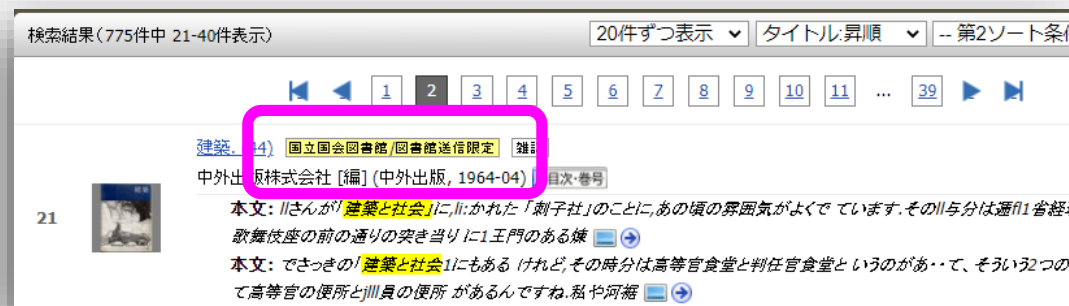 検索結果(775件中 21-40件表示)
20件ずつ表示 タイトル:昇順 -- 第2ソート条
1 2 3 4 5 6 7 8 9 10 11 ... 39
建築. 44) 国立国会図書館/図書館送信限定 雑
中外出版株式会社 [編] (中外出版, 1964-04) 目次・巻号
21
本文: llさんが「建築と社会」に,li:かれた「刺子社」のことに,あの頃の雰囲気がよくで ています.そのll与分は逓fl1省経
歌舞伎座の前の通りの突き当り に1王門のある煉
本文: でさっきの「建築と社会1にもある けれど,その時分は高等官食堂と判任官食堂と いうのがあ・・て、そういう2つの
て高等官の便所とjlll員の便所 があるんですね.私や河